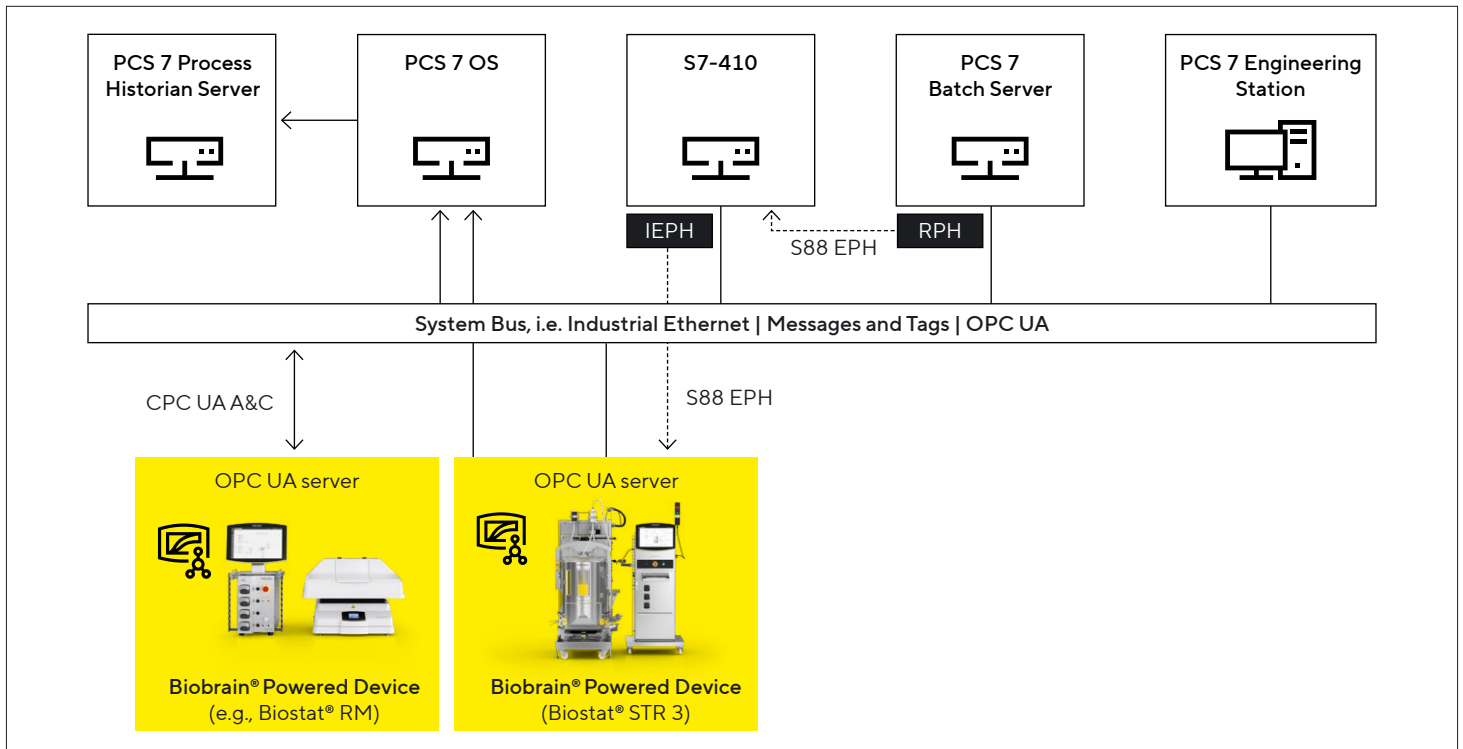 PCS 7 Process
Historian Server
PCS 7 OS
S7-410
PCS 7
Batch Server
PCS 7 Engineering
Station
IEPH
S88 EPH
RPH
System Bus, i.e. Industrial Ethernet | Messages and Tags | OPC UA
CPC UA A&C
S88 EPH
OPC UA server
OPC UA server
Biobrain® Powered Device
(e.g., Biostat® RM)
Biobrain® Powered Device
(Biostat® STR 3)